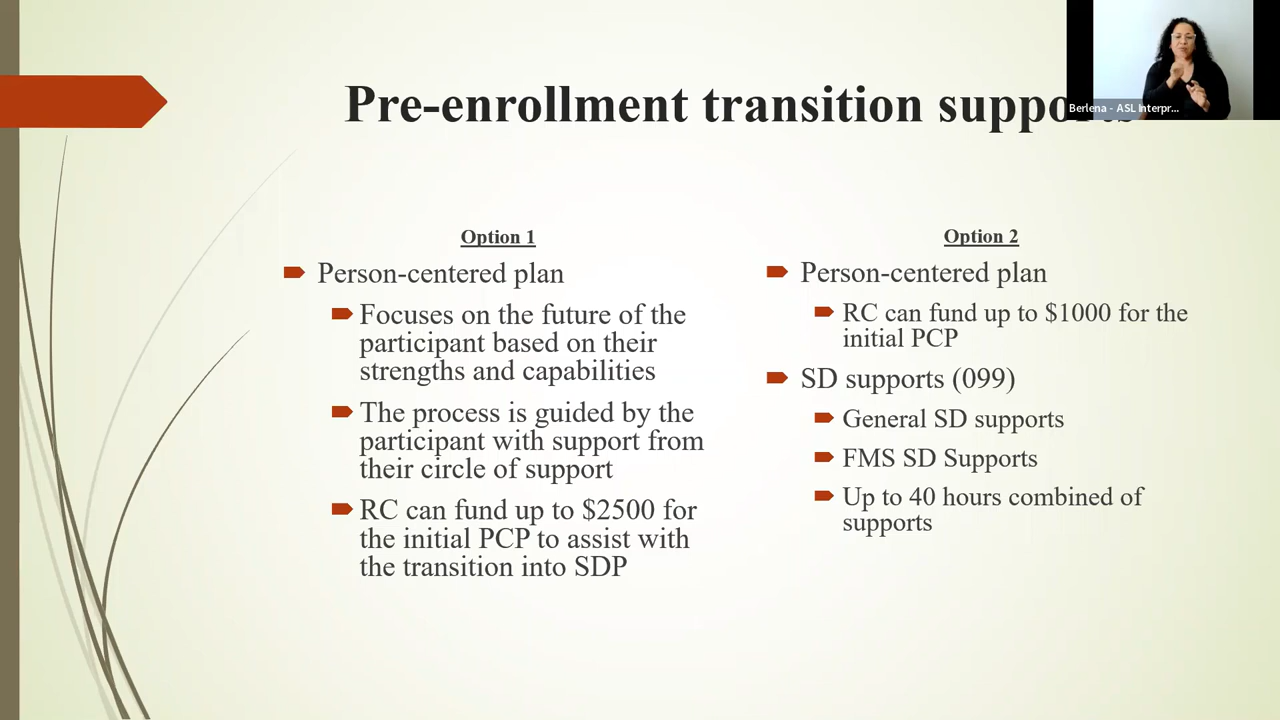 Pre-enrollment transition
Option 1
Person-centered plan
Focuses on the future of the
participant based on their
strengths and capabilities
The process is guided by the
participant with support from
their circle of support
RC can fund up to $2500 for
the initial PCP to assist with
the transition into SDP
Option 2
Person-centered plan
RC can fund up to $1000 for the
initial PCP
SD supports (099)
General SD supports
FMS SD Supports
Up to 40 hours combined of
supports
Berlena - ASL Interpr...